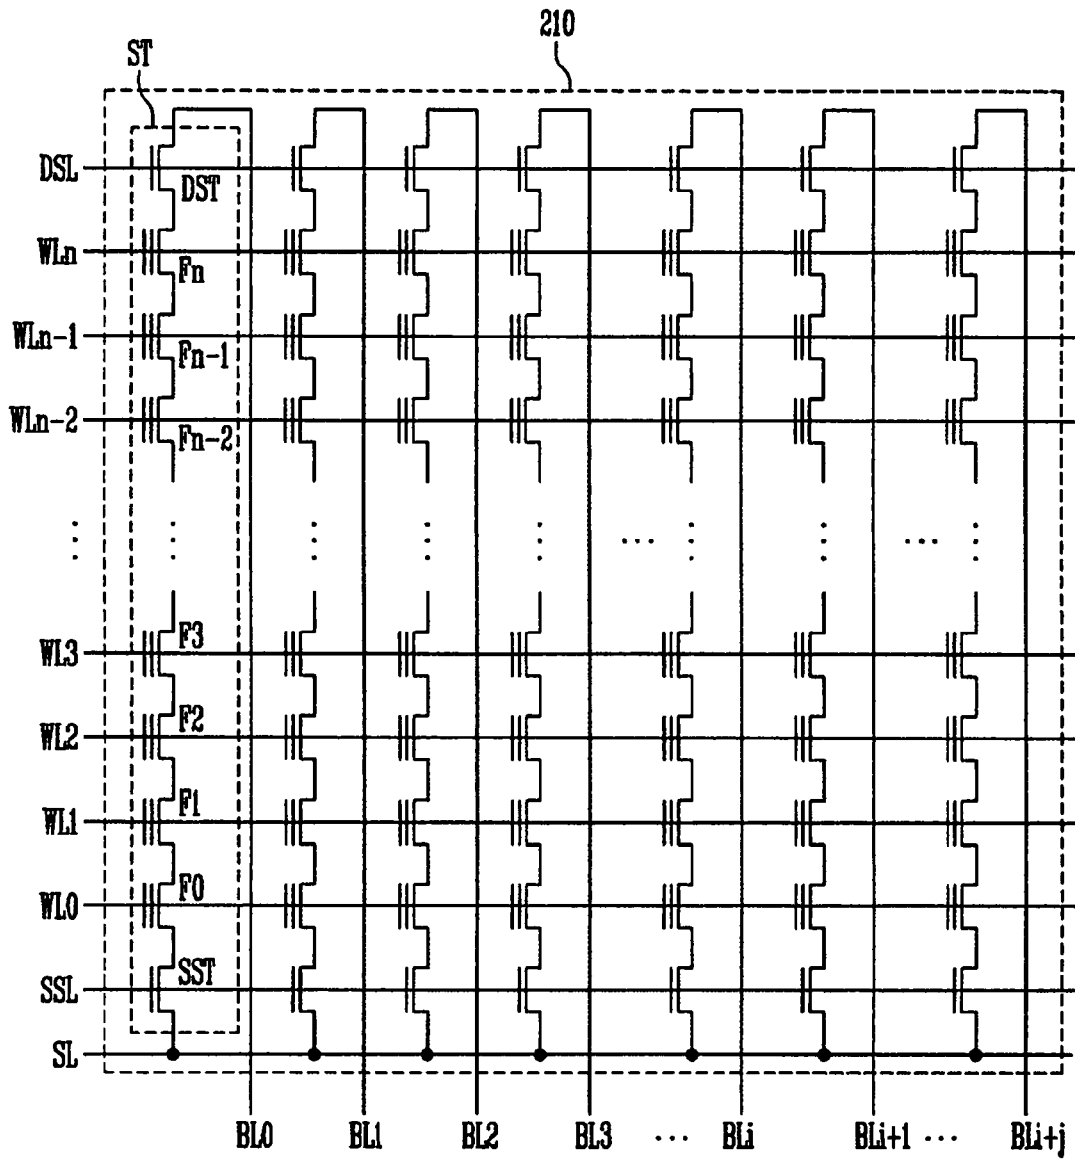 210
ST
DSL
DST
WLn
Fn
WLn-1
Fn-1
WLn-2
Fn-2
WL3
F3
WL2
F2
WL1
F1
WL0
F0
SSL
SST
SL
BL0 BL1 BL2 BL3 ··· BLi BLi+1 ··· BLi+j